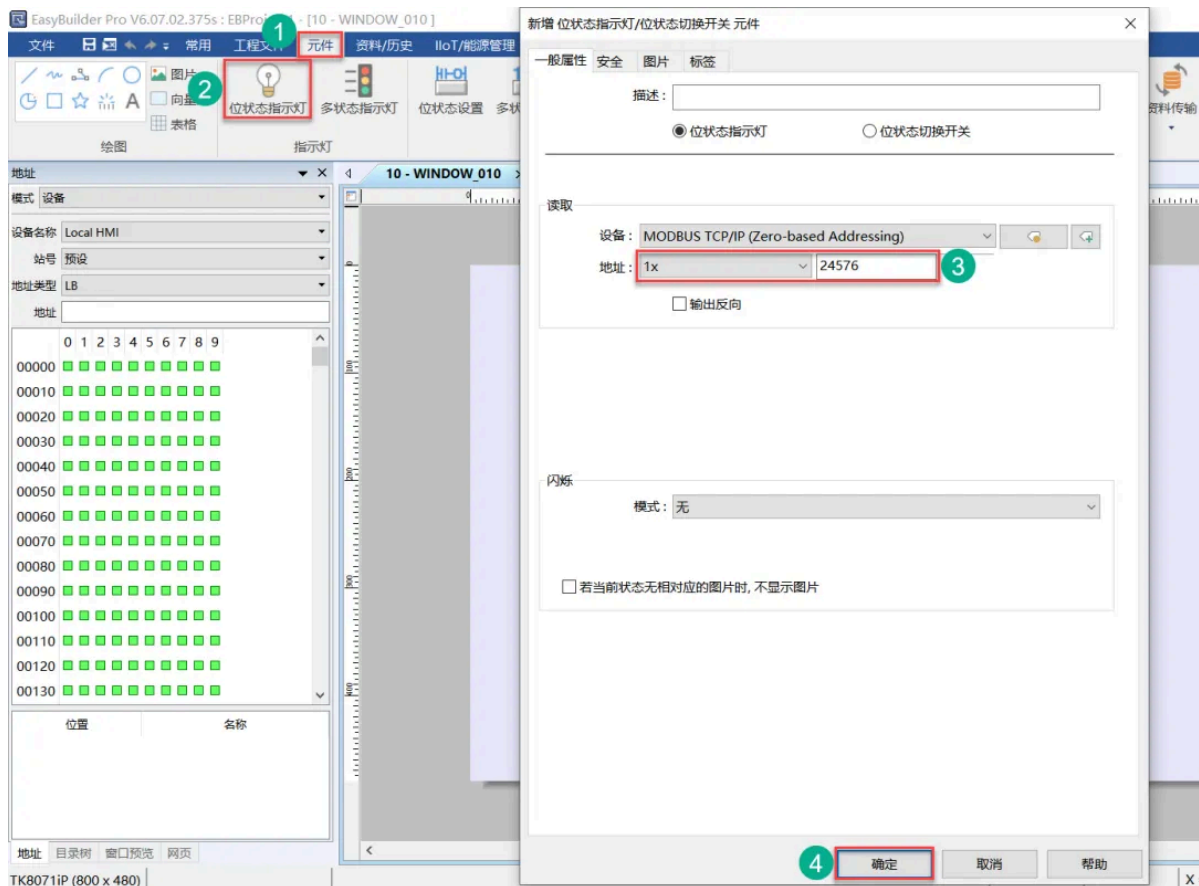 EasyBuilder Pro V6.07.02.375s : EBProj - [10 - WINDOW_010 ]
1
文件 常用 工程文 元件 资料/历史 IIoT/能源管理
2
图片
向量
A 表格
位状态指示灯 多状态指示灯 位状态设置 多状
资料传输
绘图 指示灯
地址
10 - WINDOW_010
模式 设备
设备名称 Local HMI
站号 预设
地址类型 LB
地址
0 1 2 3 4 5 6 7 8 9
00000
00010
00020
00030
00040
00050
00060
00070
00080
00090
00100
00110
00120
00130
位置 名称
地址 目录树 窗口预览 网页
TK8071iP (800 x 480)
0
0
100
200
300
400
新增 位状态指示灯/位状态切换开关 元件
一般属性 安全 图片 标签
描述 :
位状态指示灯 位状态切换开关
读取
设备 : MODBUS TCP/IP (Zero-based Addressing)
地址 : 1x 24576 3
输出反向
闪烁
模式 : 无
若当前状态无相对应的图片时, 不显示图片
4 确定 取消 帮助
X